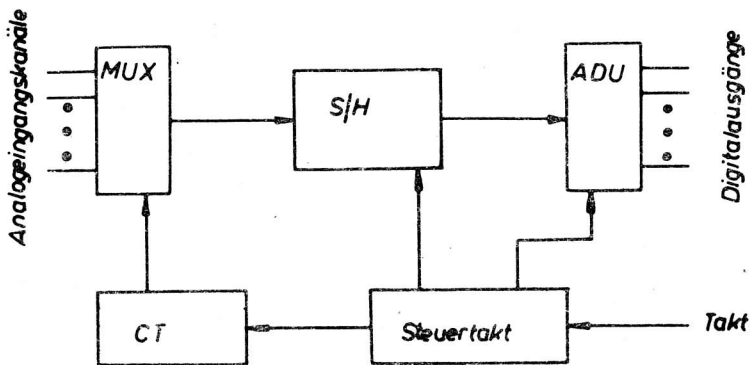 Analogeingangskanäle
MUX
S/H
ADU
Digitalausgänge
CT
Steuertakt
Takt